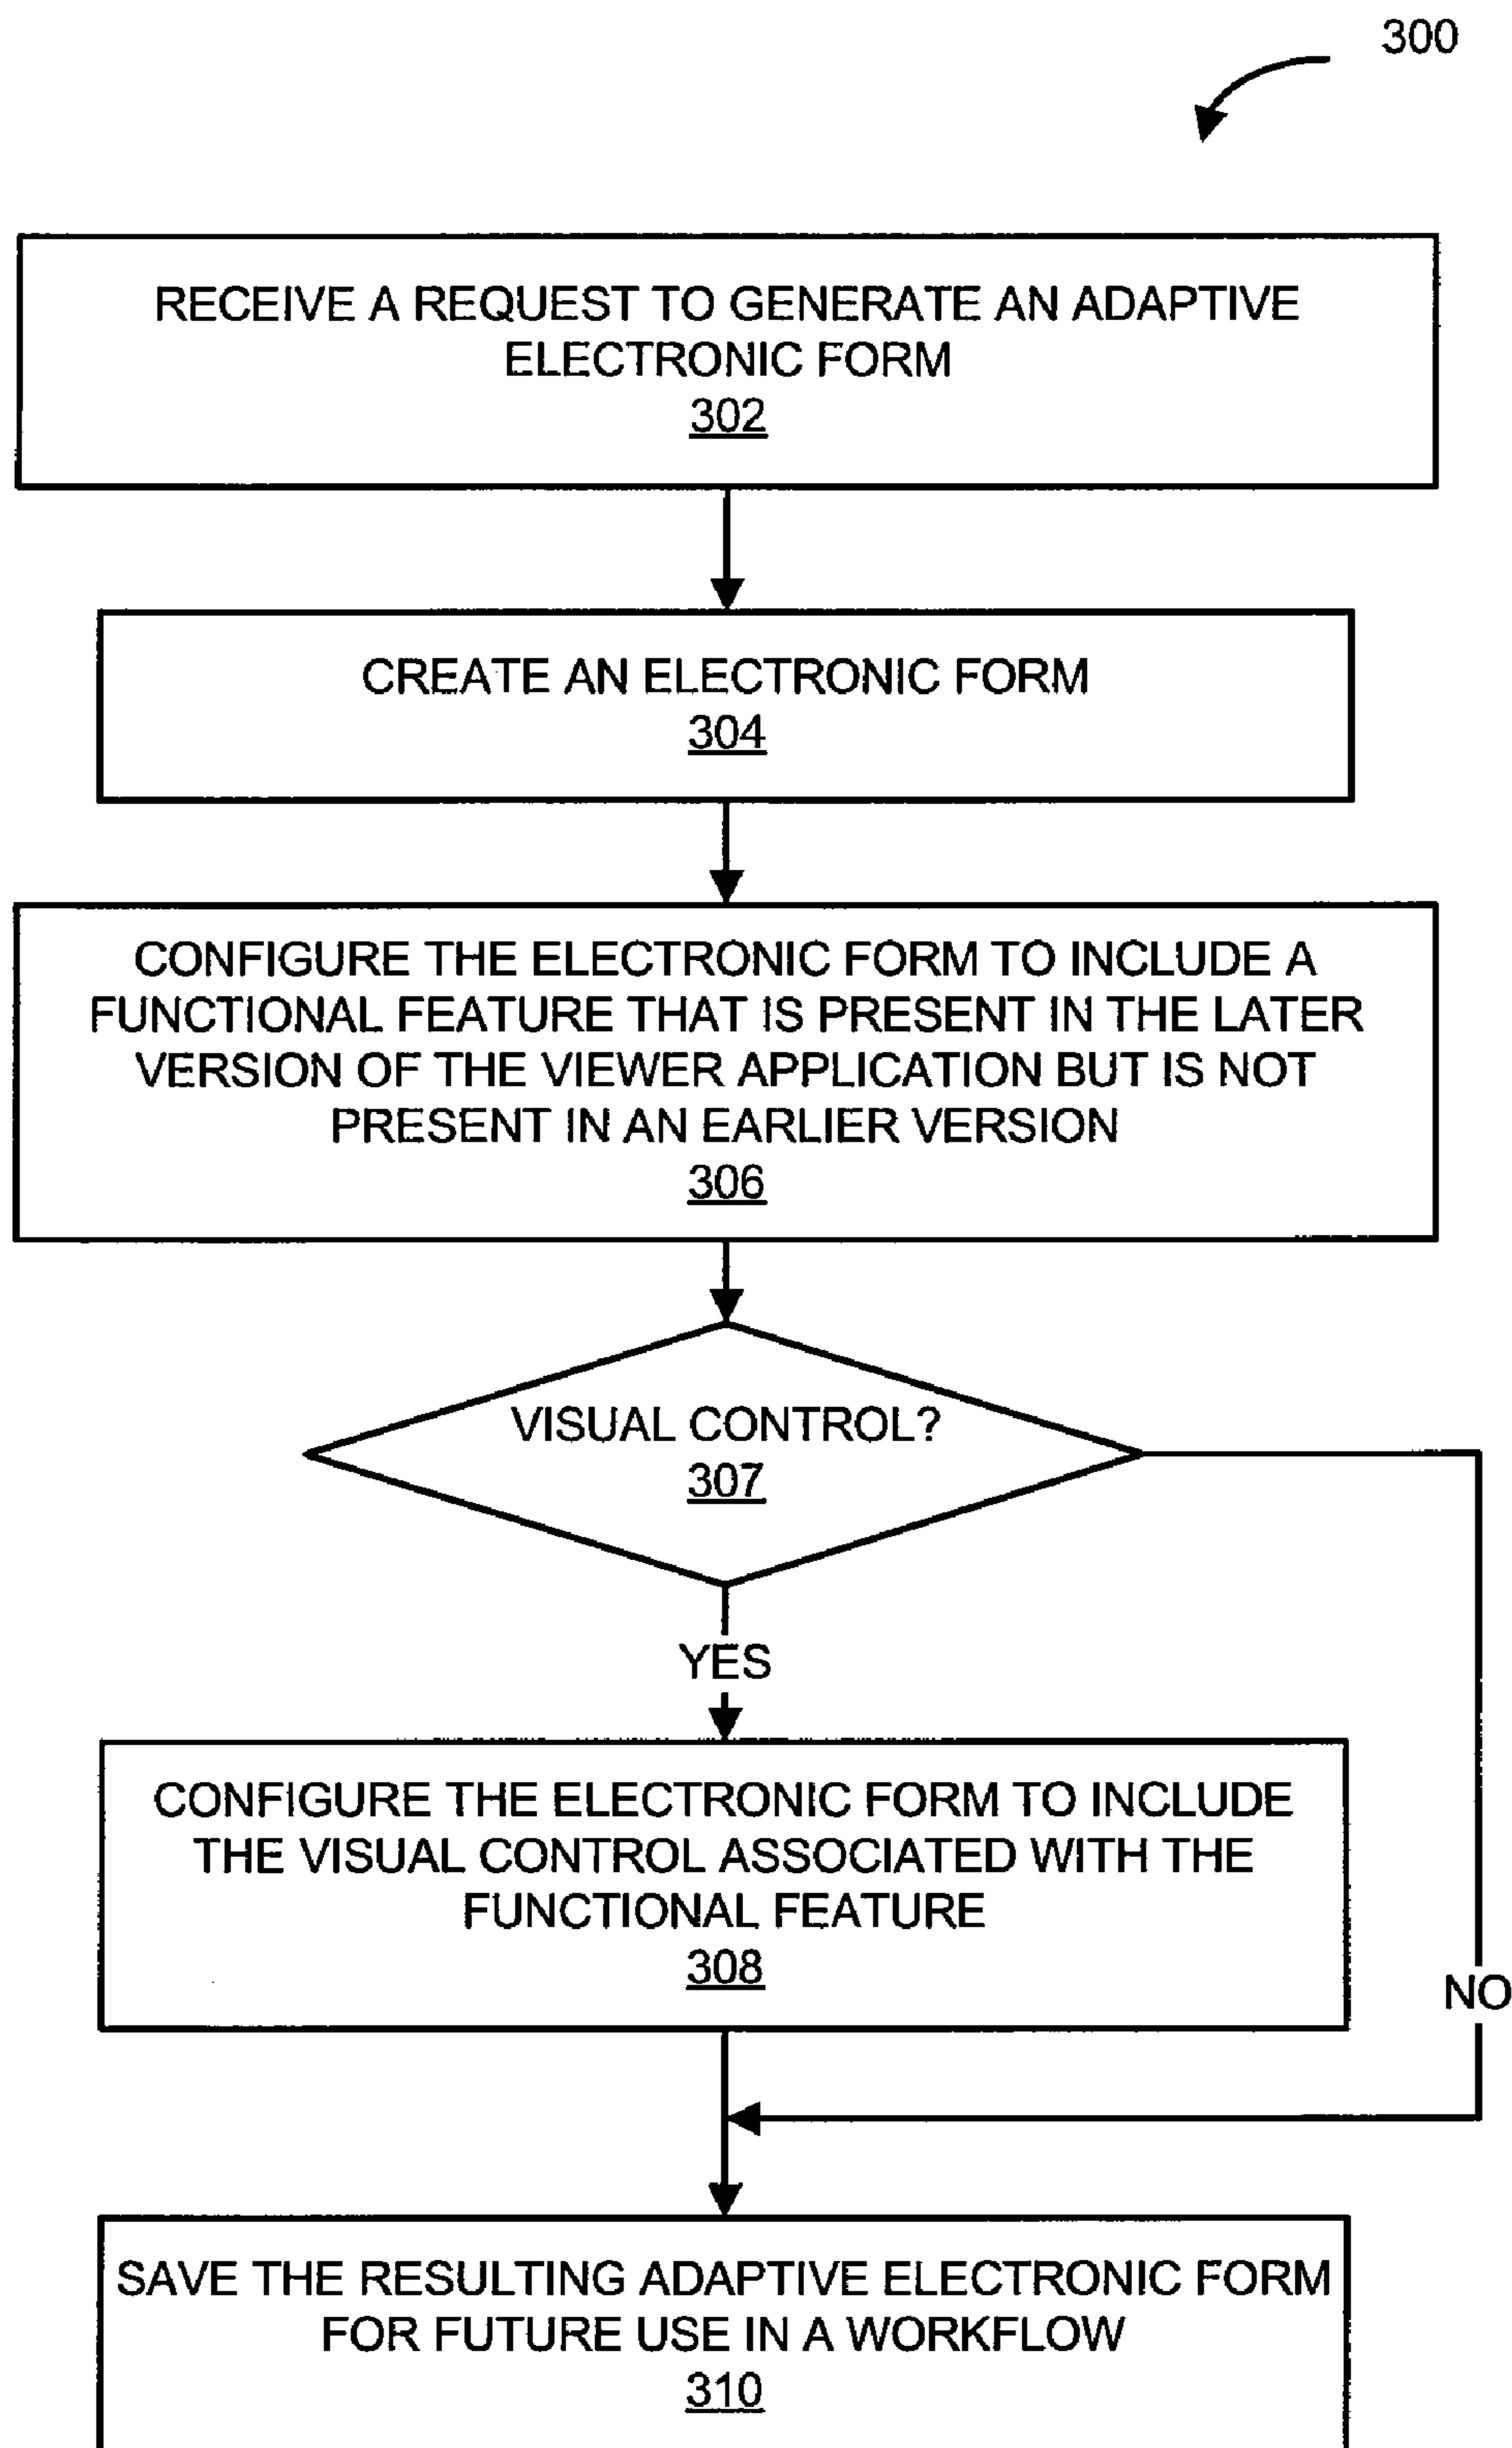 300
RECEIVE A REQUEST TO GENERATE AN ADAPTIVE
ELECTRONIC FORM
302
CREATE AN ELECTRONIC FORM
304
CONFIGURE THE ELECTRONIC FORM TO INCLUDE A
FUNCTIONAL FEATURE THAT IS PRESENT IN THE LATER
VERSION OF THE VIEWER APPLICATION BUT IS NOT
PRESENT IN AN EARLIER VERSION
306
VISUAL CONTROL?
307
YES
CONFIGURE THE ELECTRONIC FORM TO INCLUDE
THE VISUAL CONTROL ASSOCIATED WITH THE
FUNCTIONAL FEATURE
308
NO
SAVE THE RESULTING ADAPTIVE ELECTRONIC FORM
FOR FUTURE USE IN A WORKFLOW
310